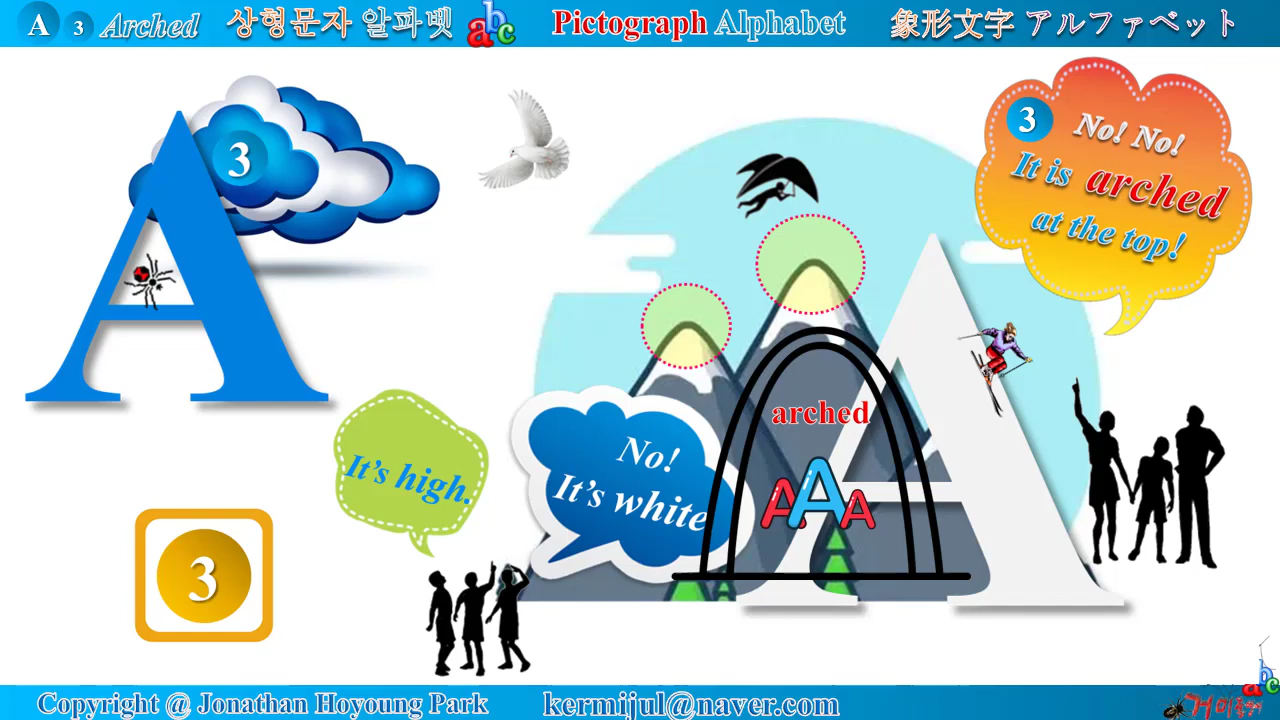 A 3 Arched 상형문자 알파벳 abc Pictograph Alphabet 象形文字 アルファベット
A
3
3
No! No!
It is arched
at the top!
A
arched
AAA
It's high.
No!
It's white
3
abc
Copyright @ Jonathan Hoyoung Park kermijul@naver.com